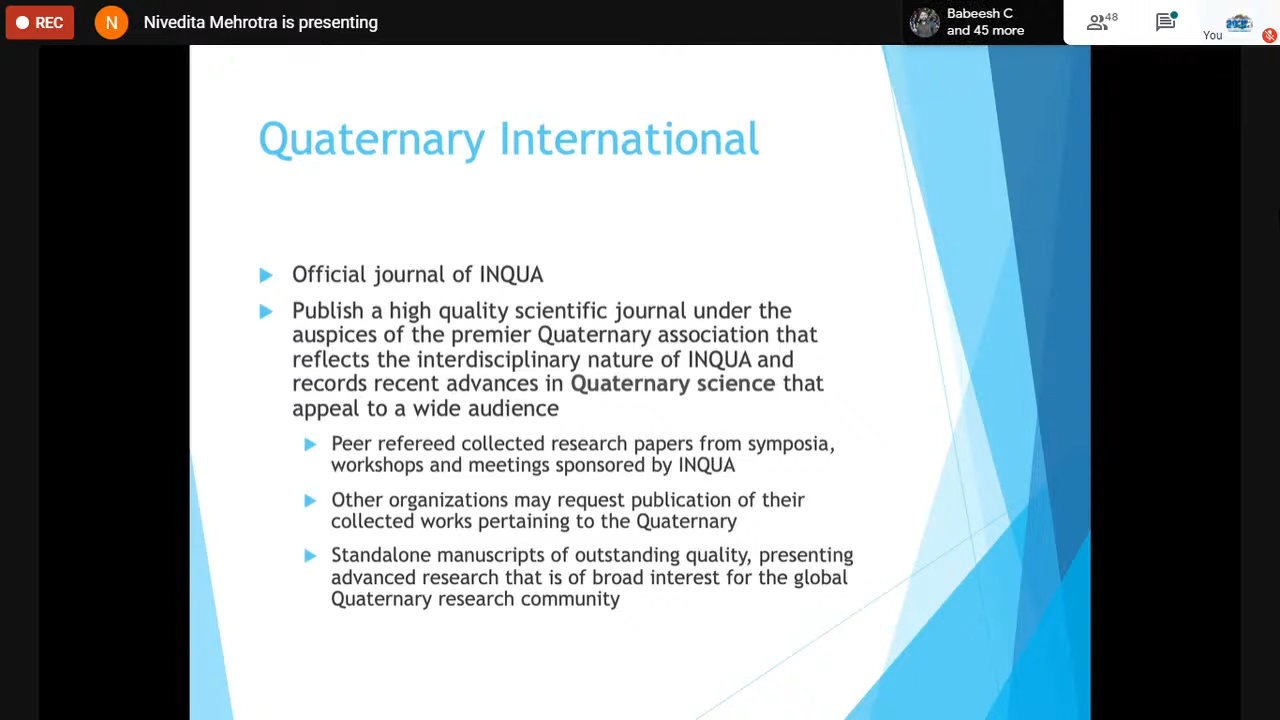 REC
N
Nivedita Mehrotra is presenting
Babeesh C
and 45 more
48
You
Quaternary International
Official journal of INQUA
Publish a high quality scientific journal under the
auspices of the premier Quaternary association that
reflects the interdisciplinary nature of INQUA and
records recent advances in Quaternary science that
appeal to a wide audience
Peer refereed collected research papers from symposia,
workshops and meetings sponsored by INQUA
Other organizations may request publication of their
collected works pertaining to the Quaternary
Standalone manuscripts of outstanding quality, presenting
advanced research that is of broad interest for the global
Quaternary research community